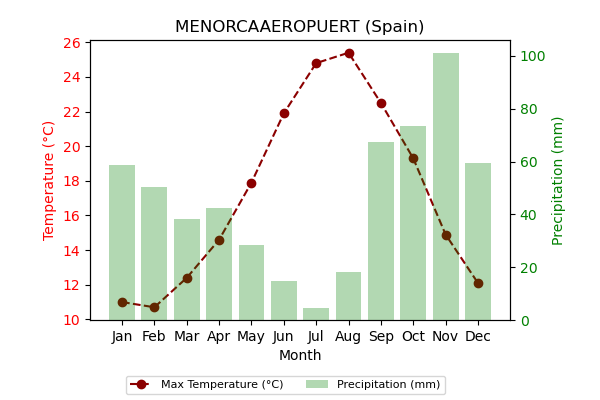 MENORCAAEROPUERT (Spain)
26
24
22
20
18
16
14
12
10
Temperature (°C)
100
80
60
40
20
0
Precipitation (mm)
Jan Feb Mar Apr May Jun Jul Aug Sep Oct Nov Dec
Month
Max Temperature (°C) Precipitation (mm)